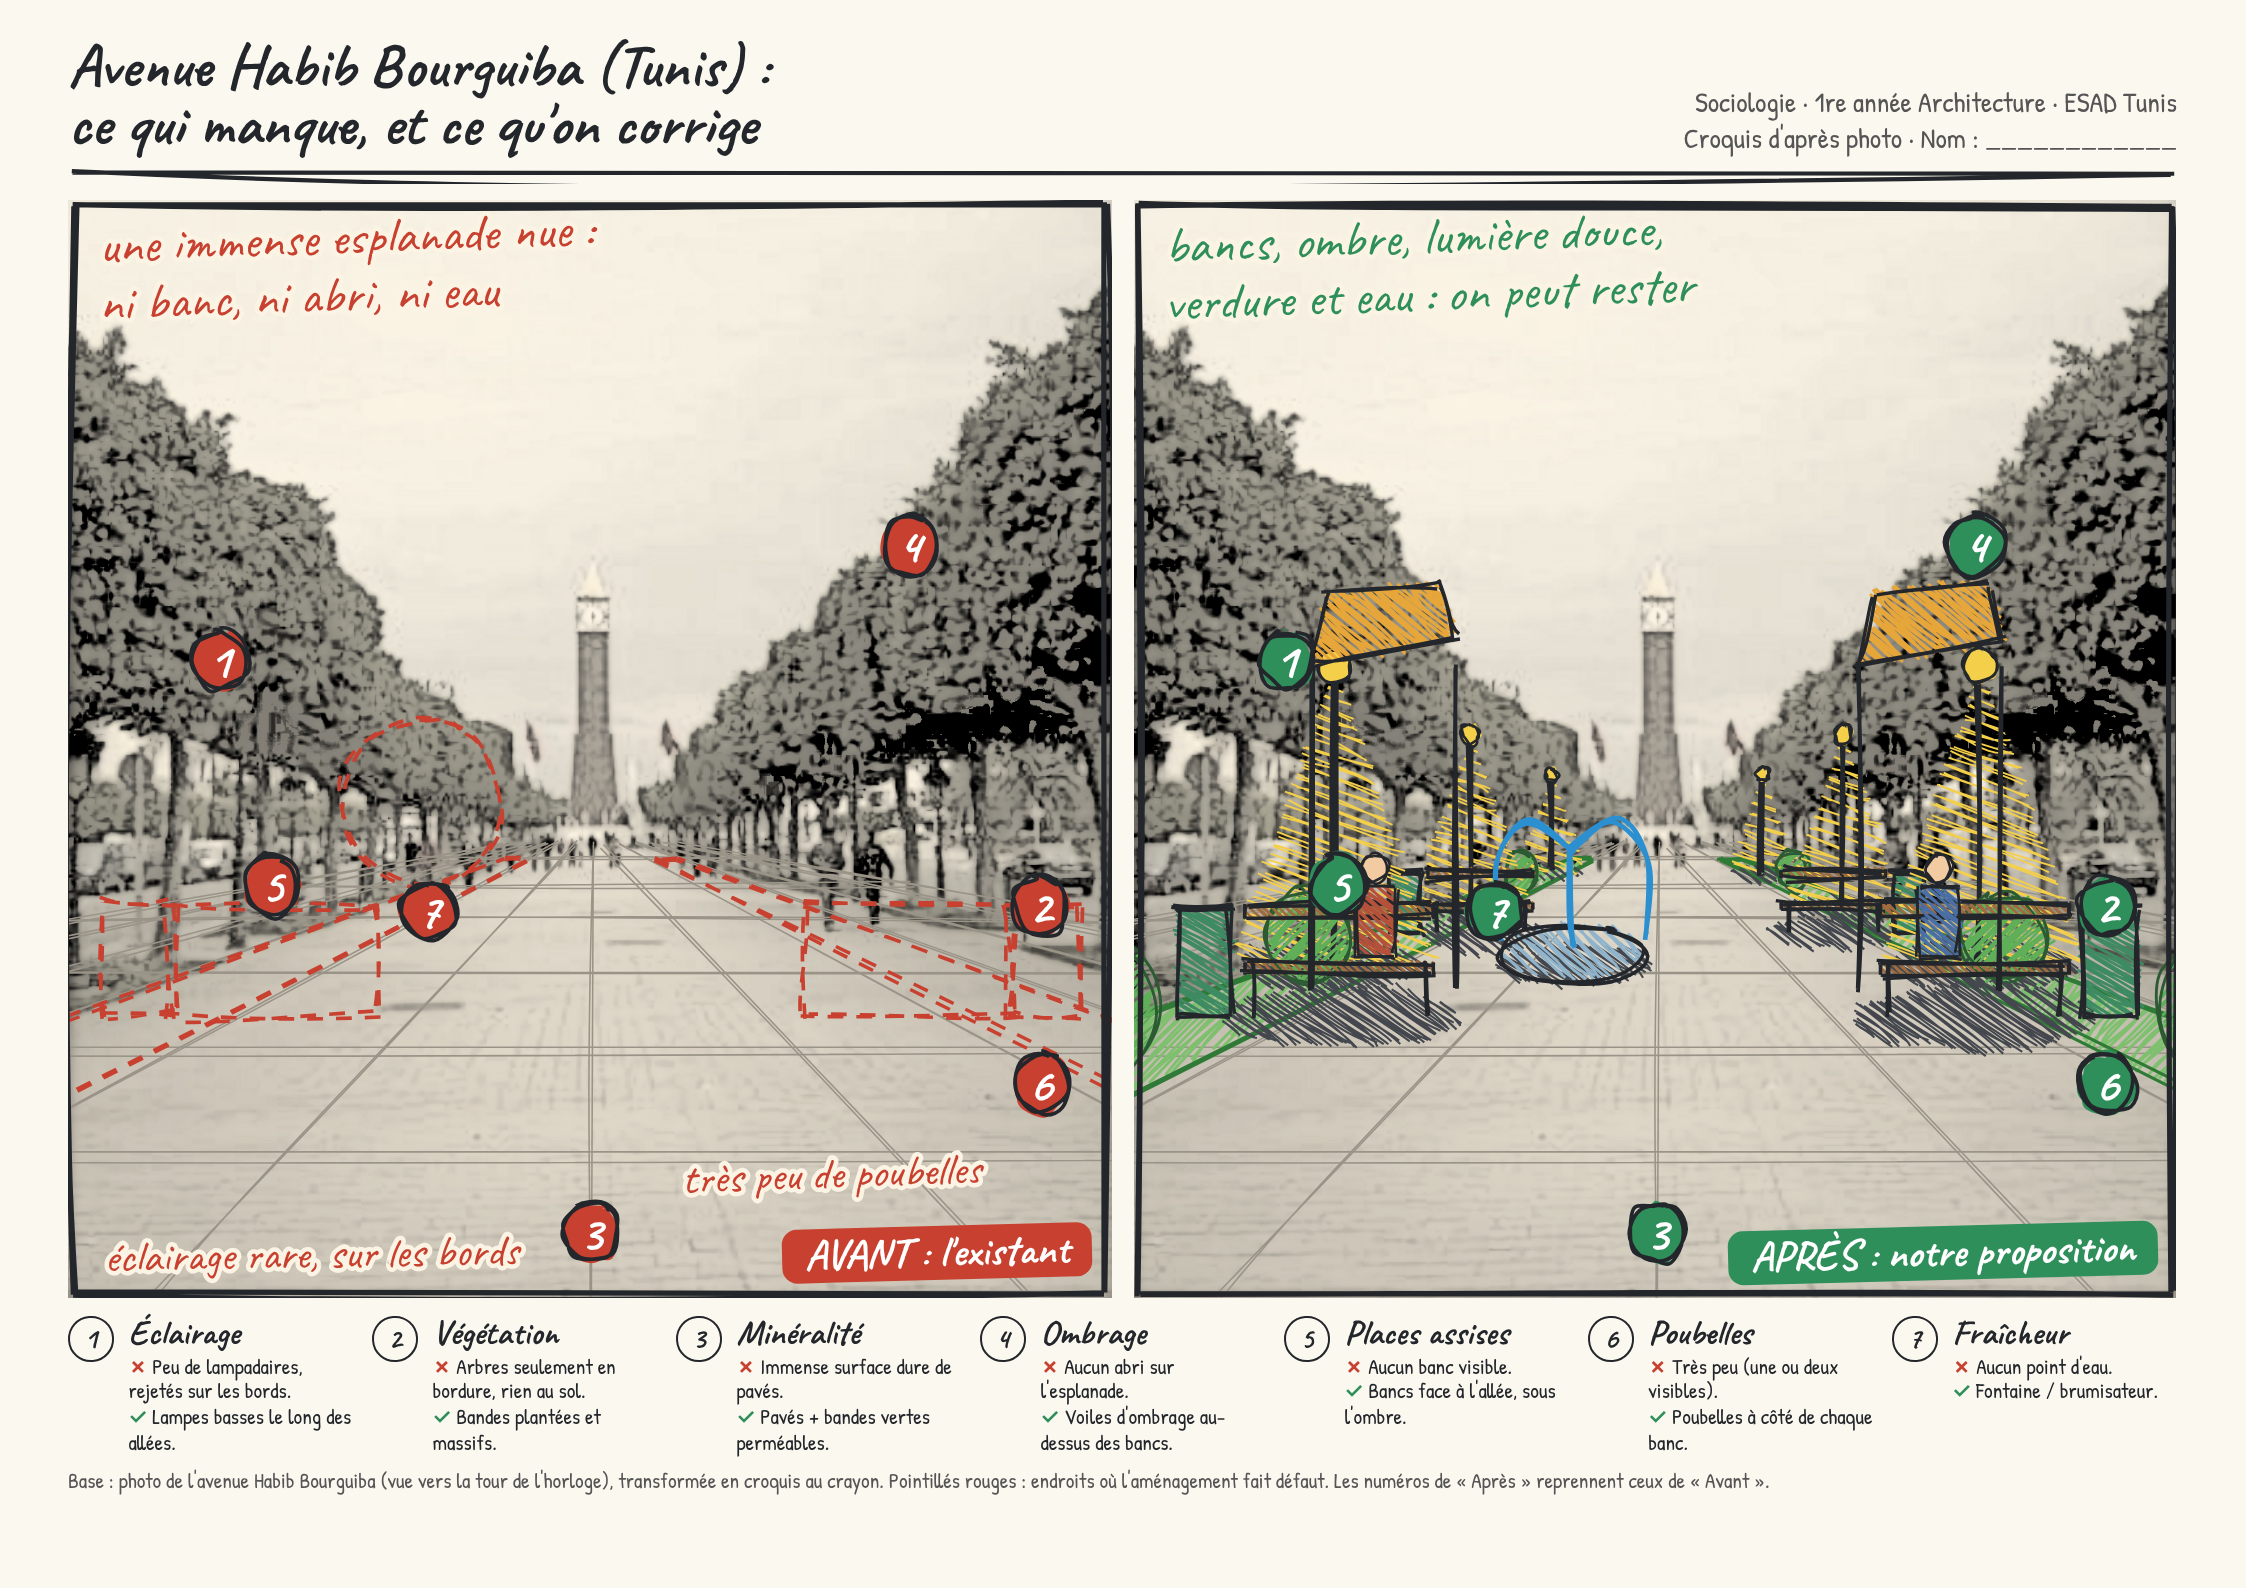 Avenue Habib Bourguiba (Tunis) :
ce qui manque, et ce qu'on corrige
Sociologie · 1re année Architecture · ESAD Tunis
Croquis d'après photo · Nom : ____________
une immense esplanade nue :
ni banc, ni abri, ni eau
4
1
5
7
2
6
très peu de poubelles
3
éclairage rare, sur les bords
AVANT : l'existant
bancs, ombre, lumière douce,
verdure et eau : on peut rester
4
1
5
7
2
6
3
APRÈS : notre proposition
1 Éclairage
✕ Peu de lampadaires,
rejetés sur les bords.
✓ Lampes basses le long des
allées.
2 Végétation
✕ Arbres seulement en
bordure, rien au sol.
✓ Bandes plantées et
massifs.
3 Minéralité
✕ Immense surface dure de
pavés.
✓ Pavés + bandes vertes
perméables.
4 Ombrage
✕ Aucun abri sur
l'esplanade.
✓ Voiles d'ombrage au-
dessus des bancs.
5 Places assises
✕ Aucun banc visible.
✓ Bancs face à l'allée, sous
l'ombre.
6 Poubelles
✕ Très peu (une ou deux
visibles).
✓ Poubelles à côté de chaque
banc.
7 Fraîcheur
✕ Aucun point d'eau.
✓ Fontaine / brumisateur.
Base : photo de l'avenue Habib Bourguiba (vue vers la tour de l'horloge), transformée en croquis au crayon. Pointillés rouges : endroits où l'aménagement fait défaut. Les numéros de « Après » reprennent ceux de « Avant ».